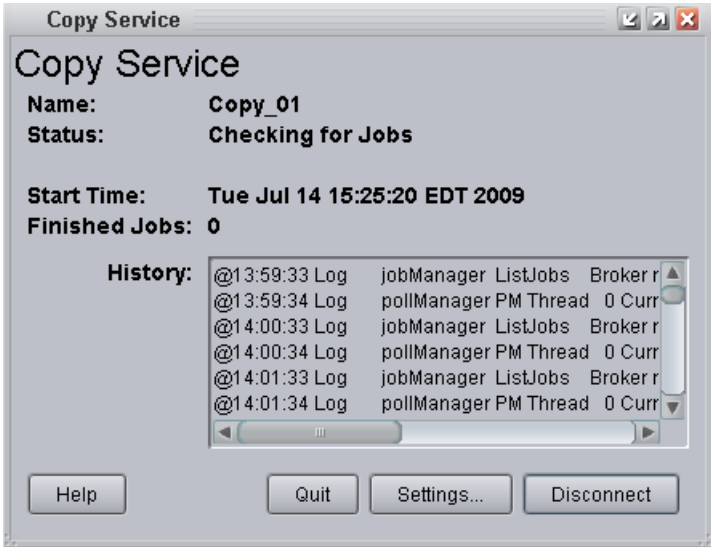 Copy Service
Copy Service
Name: Copy_01
Status: Checking for Jobs
Start Time: Tue Jul 14 15:25:20 EDT 2009
Finished Jobs: 0
History:
@13:59:33 Log jobManager ListJobs Broker r
@13:59:34 Log pollManager PM Thread 0 Curr
@14:00:33 Log jobManager ListJobs Broker r
@14:00:34 Log pollManager PM Thread 0 Curr
@14:01:33 Log jobManager ListJobs Broker r
@14:01:34 Log pollManager PM Thread 0 Curr
Help Quit Settings... Disconnect